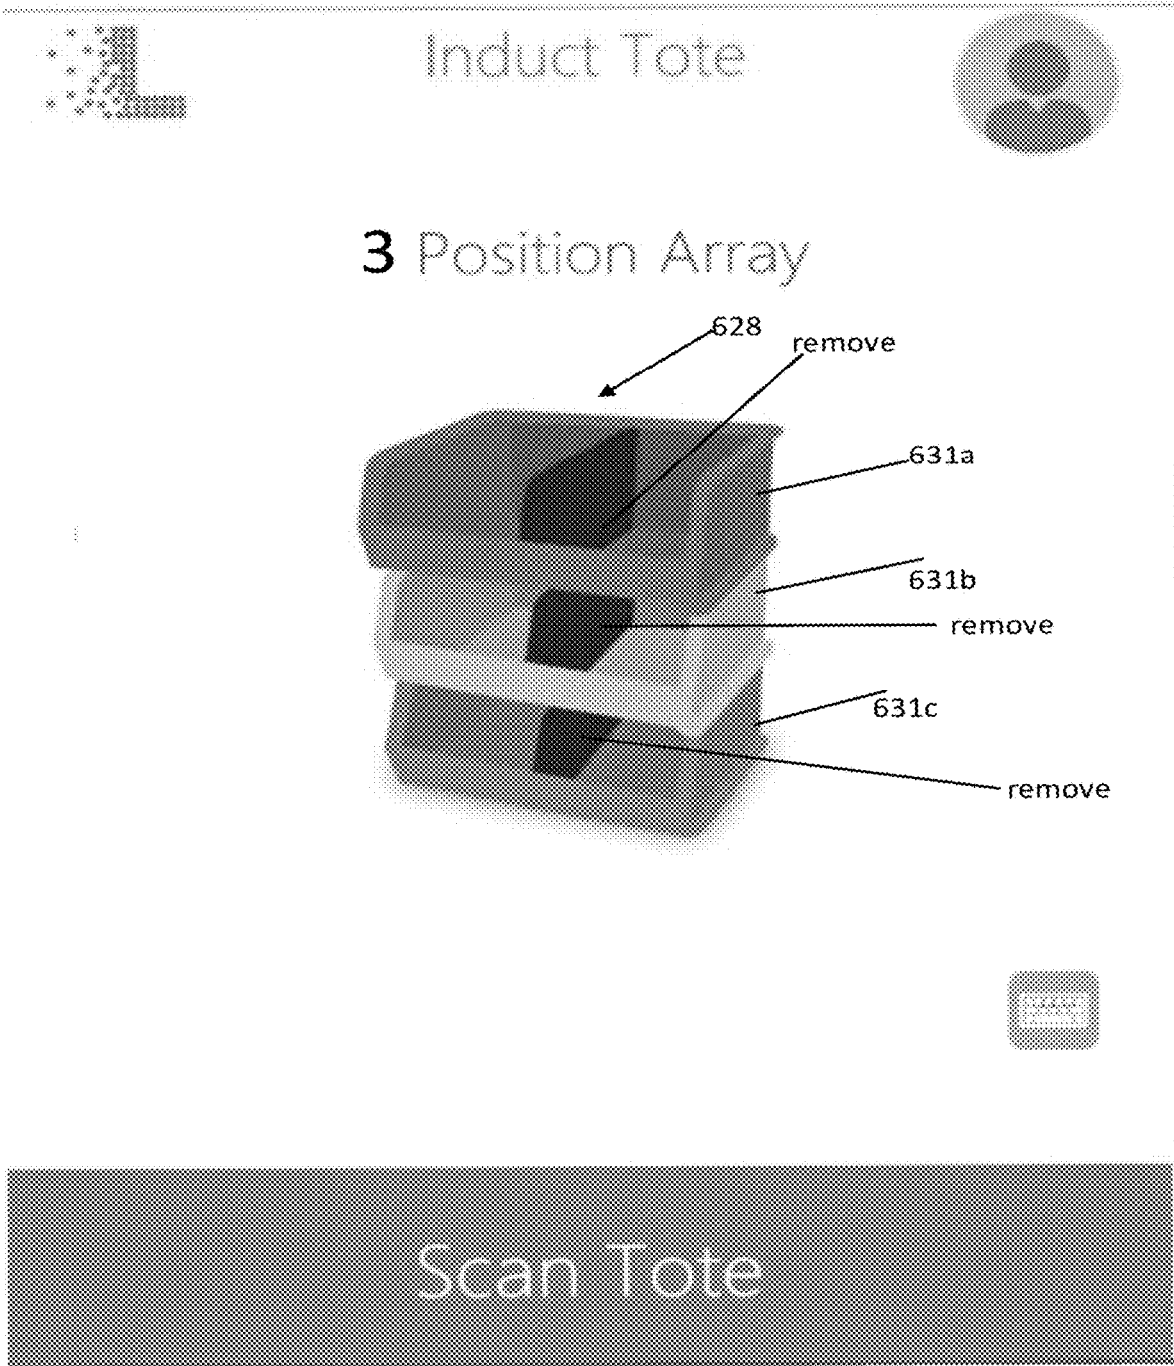 Induct Tote
3 Position Array
628
remove
631a
631b
remove
631c
remove
Scan Tote